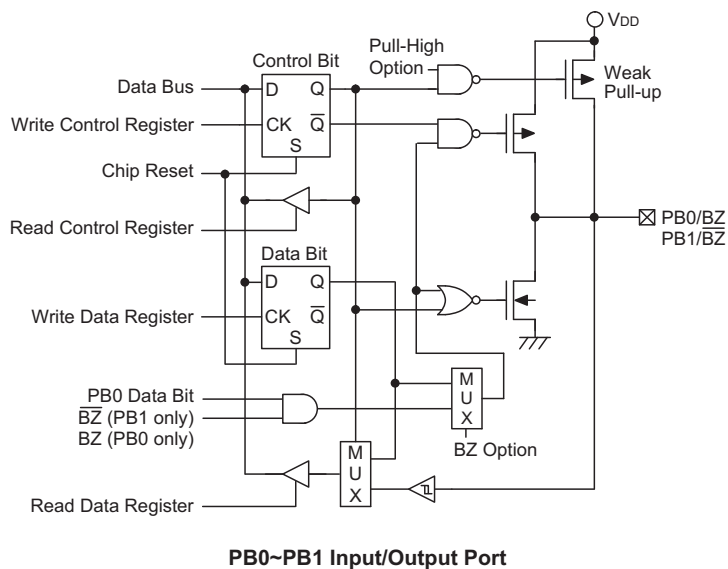 VDD
Pull-High
Option
Weak
Pull-up
Control Bit
Data Bus
D Q
Write Control Register
CK Q̅
S
Chip Reset
Read Control Register
PB0/BZ
PB1/B̅Z̅
Data Bit
D Q
Write Data Register
CK Q̅
S
PB0 Data Bit
B̅Z̅ (PB1 only)
BZ (PB0 only)
M
U
X
BZ Option
M
U
X
Read Data Register
PB0~PB1 Input/Output Port